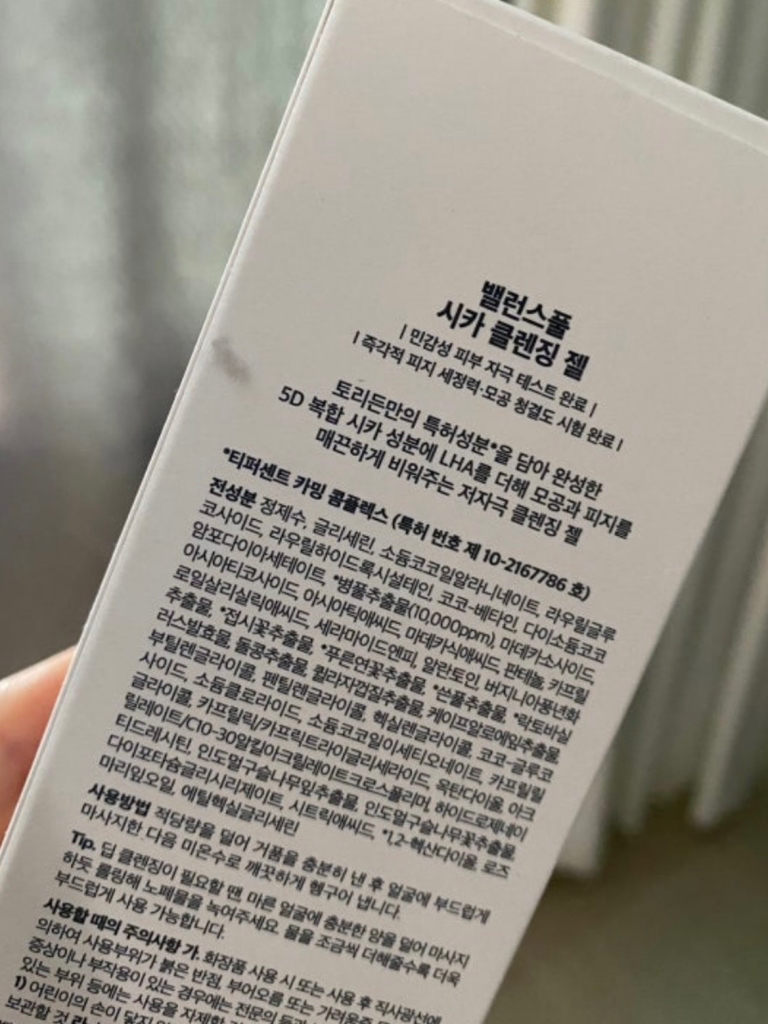 밸런스풀
시카 클렌징 젤
| 민감성 피부 자극 테스트 완료 |
| 즉각적 피지 세정력·모공 청결도 시험 완료 |
토리든만의 특허성분*을 담아 완성한
5D 복합 시카 성분에 LHA를 더해 모공과 피지를
매끈하게 비워주는 저자극 클렌징 젤
*티퍼센트 카밍 콤플렉스 (특허 번호 제 10-2167786 호)
전성분 정제수, 글리세린, 소듐코코일알라니네이트, 라우릴글루
코사이드, 라우릴하이드록시설테인, 코코-베타인, 다이소듐코코
암포다이아세테이트, *병풀추출물(10,000ppm), 마데카소사이드,
아시아티코사이드, 아시아틱애씨드, 마데카식애씨드, 판테놀, 카프릴
로일살리실릭애씨드, 세라마이드엔피, 알란토인, 버지니아풍년화
추출물, *접시꽃추출물, *푸른연꽃추출물, *쓴풀추출물, *락토바실
러스발효물, 돌콩추출물, 퀼라자껍질추출물, 케이프알로에잎추출물,
부틸렌글라이콜, 펜틸렌글라이콜, 헥실렌글라이콜, 코코-글루코
사이드, 소듐클로라이드, 소듐코코일이세티오네이트, 카프릴릴
글라이콜, 카프릴릭/카프릭트라이글리세라이드, 옥탄다이올, 아크
릴레이트/C10-30알킬아크릴레이트크로스폴리머, 하이드로제네이
티드레시틴, 인도멀구슬나무잎추출물, 인도멀구슬나무꽃추출물,
다이포타슘글리시리제이트, 시트릭애씨드, *1,2-헥산다이올, 로즈
마리잎오일, 에틸헥실글리세린
사용방법 적당량을 덜어 거품을 충분히 낸 후 얼굴에 부드럽게
마사지한 다음 미온수로 깨끗하게 헹구어 냅니다.
Tip. 딥 클렌징이 필요할 땐, 마른 얼굴에 충분한 양을 덜어 마사지
하듯 롤링해 노폐물을 녹여주세요. 물을 조금씩 더해줄수록 더욱
부드럽게 사용 가능합니다.
사용할 때의 주의사항 가. 화장품 사용 시 또는 사용 후 직사광선에
의하여 사용부위가 붉은 반점, 부어오름 또는 가려움증
증상이나 부작용이 있는 경우에는 전문의 등과
있는 부위 등에는 사용을 자제할
1) 어린이의 손이 닿지
보관할 것 라.